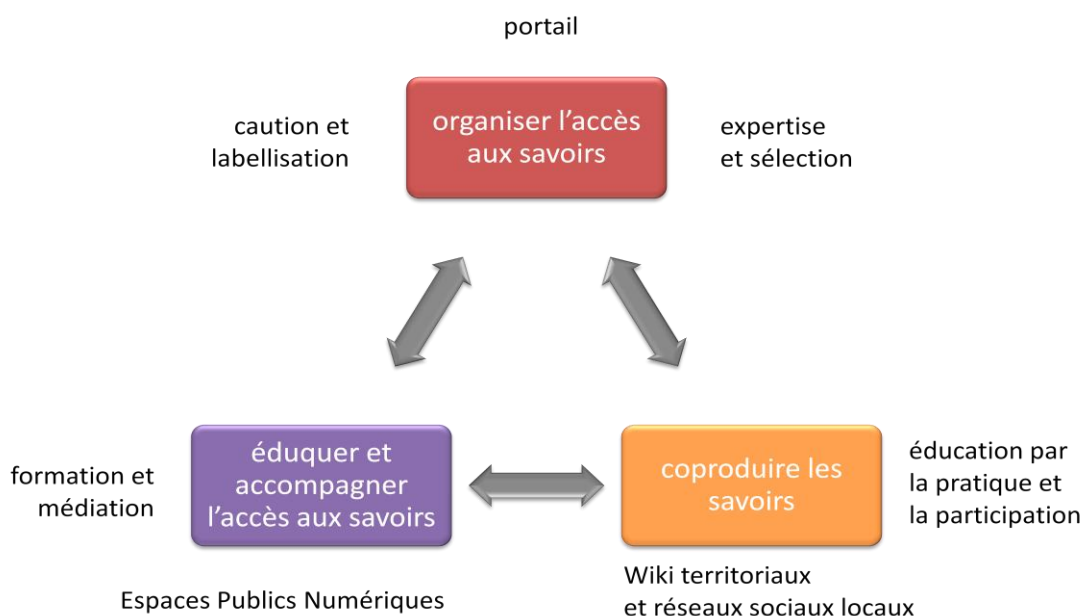 portail
caution et
labellisation
organiser l’accès
aux savoirs
expertise
et sélection
formation et
médiation
éduquer et
accompagner
l’accès aux savoirs
coproduire les
savoirs
éducation par
la pratique et
la participation
Espaces Publics Numériques
Wiki territoriaux
et réseaux sociaux locaux